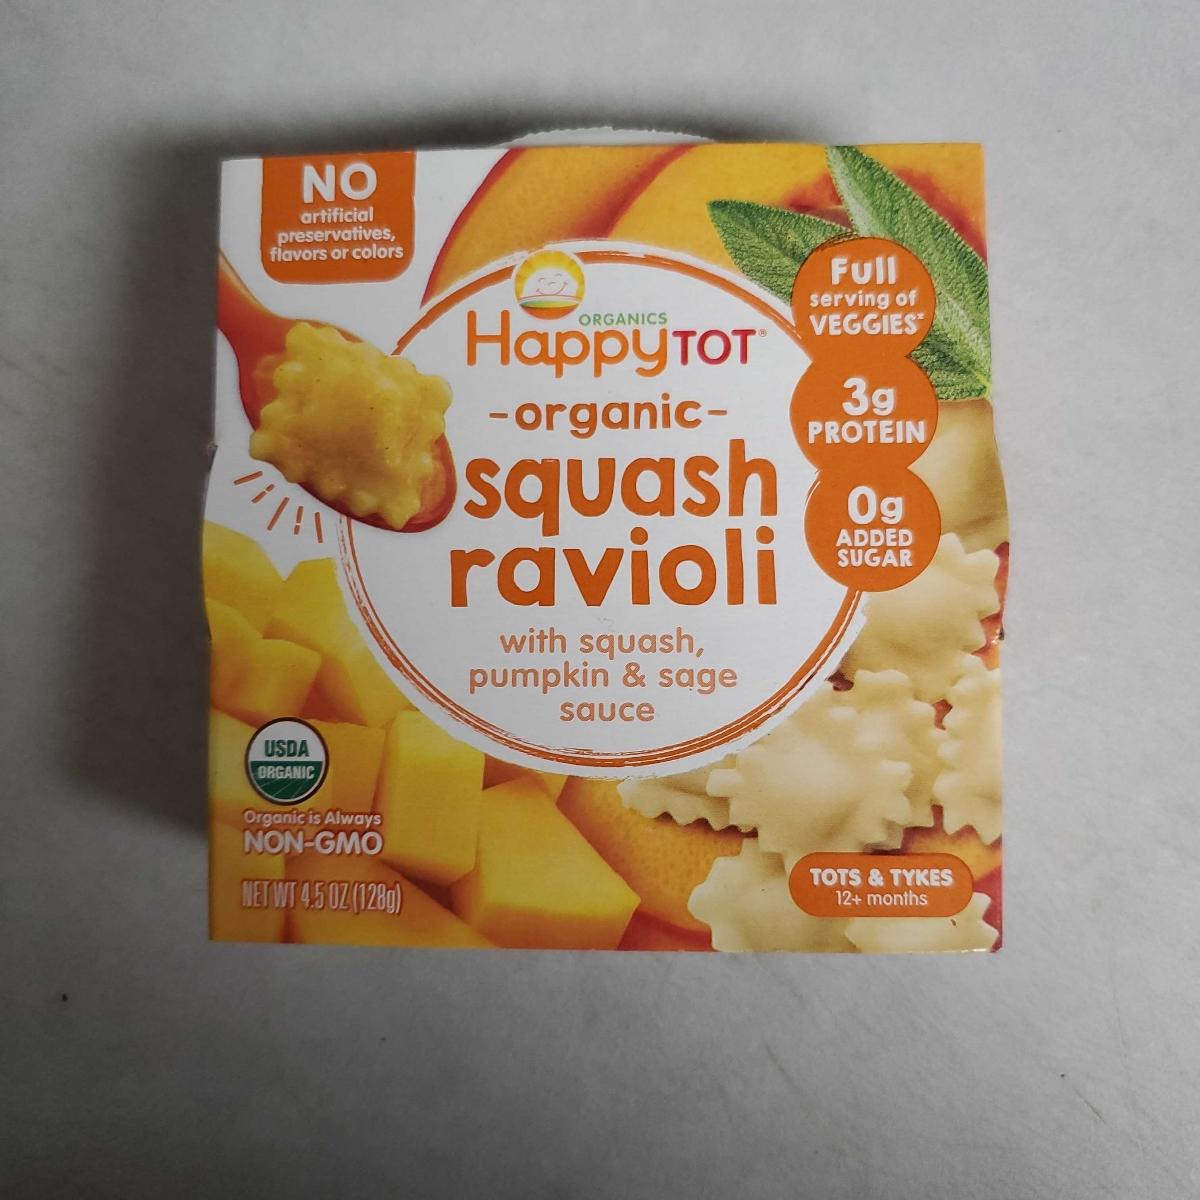 NO
artificial
preservatives,
flavors or colors
ORGANICS
HappyTOT®
-organic-
squash
ravioli
with squash,
pumpkin & sage
sauce
Full
serving of
VEGGIES‡
3g
PROTEIN
0g
ADDED
SUGAR
USDA
ORGANIC
Organic is Always
NON-GMO
NET WT 4.5 OZ (128g)
TOTS & TYKES
12+ months